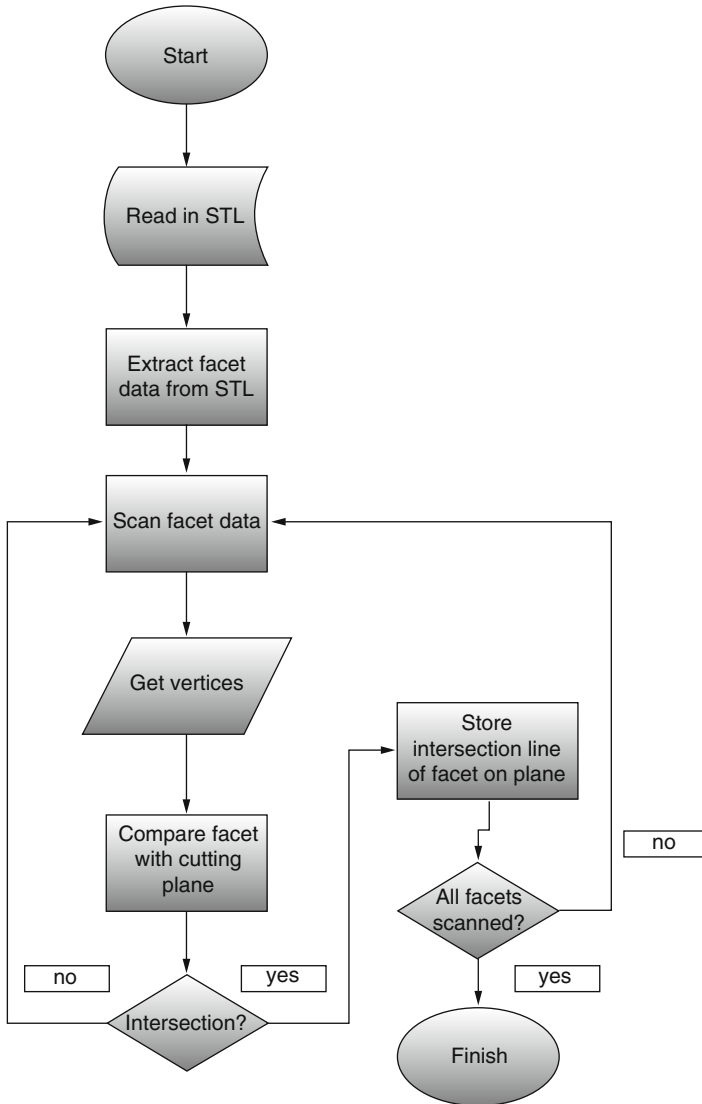 Start
Read in STL
Extract facet
data from STL
Scan facet data
Get vertices
Compare facet
with cutting
plane
no
yes
Intersection?
Store
intersection line
of facet on plane
no
All facets
scanned?
yes
Finish